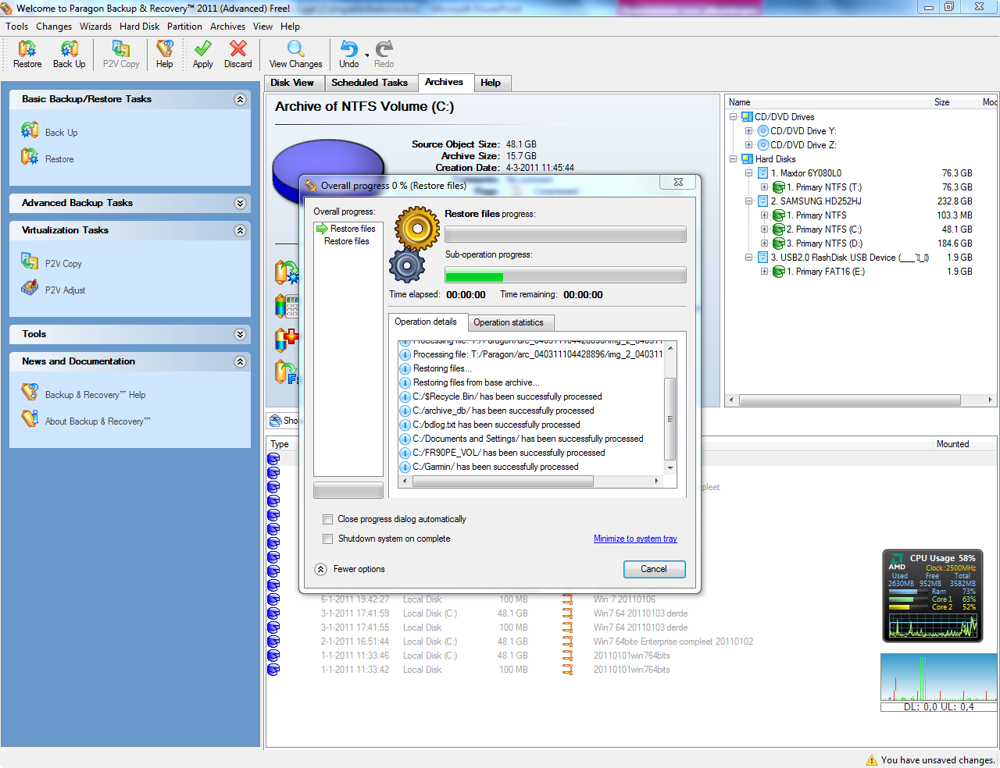 Welcome to Paragon Backup & Recovery™ 2011 (Advanced) Free!
Tools Changes Wizards Hard Disk Partition Archives View Help
Restore Back Up P2V Copy Help Apply Discard View Changes Undo Redo
Disk View Scheduled Tasks Archives Help
Basic Backup/Restore Tasks
Back Up
Restore
Advanced Backup Tasks
Virtualization Tasks
P2V Copy
P2V Adjust
Tools
News and Documentation
Backup & Recovery™ Help
About Backup & Recovery™
Archive of NTFS Volume (C:)
Source Object Size: 48.1 GB
Archive Size: 15.7 GB
Creation Date: 4-3-2011 11:45:44
Name Size
CD/DVD Drives
CD/DVD Drive Y:
CD/DVD Drive Z:
Hard Disks
1. Maxtor 6Y080L0 76.3 GB
1. Primary NTFS (T:) 76.3 GB
2. SAMSUNG HD252HJ 232.8 GB
1. Primary NTFS 103.3 MB
2. Primary NTFS (C:) 48.1 GB
3. Primary NTFS (D:) 184.6 GB
3. USB2.0 FlashDisk USB Device 1.9 GB
1. Primary FAT16 (E:) 1.9 GB
Overall progress 0 % (Restore files)
Overall progress:
Restore files
Restore files
Restore files progress:
Sub-operation progress:
Time elapsed: 00:00:00 Time remaining: 00:00:00
Operation details Operation statistics
Processing file: T:/Paragon/arc_040311104428896/img_2_040311
Processing file: T:/Paragon/arc_040311104428896/img_2_040311
Restoring files...
Restoring files from base archive...
C:/$Recycle.Bin/ has been successfully processed
C:/archive_db/ has been successfully processed
C:/bdlog.txt has been successfully processed
C:/Documents and Settings/ has been successfully processed
C:/FR90PE_VOL/ has been successfully processed
C:/Garmin/ has been successfully processed
Close progress dialog automatically
Shutdown system on complete
Minimize to system tray
Fewer options
Cancel
Sho
Type Mounted
pleet
6-1-2011 19:42:27 Local Disk 100 MB Win 7 20110106
3-1-2011 17:41:59 Local Disk (C:) 48.1 GB Win7 64 20110103 derde
3-1-2011 17:41:55 Local Disk 100 MB Win7 64 20110103 derde
2-1-2011 16:51:44 Local Disk (C:) 48.1 GB Win7 64bite Enterprise compleet 20110102
1-1-2011 11:33:46 Local Disk (C:) 48.1 GB 20110101win764bits
1-1-2011 11:33:42 Local Disk 100 MB 20110101win764bits
AMD CPU Usage 58%
Clock:2500MHz
Used Free Total
2630MB 952MB 3582MB
Ram 73%
Core 1 63%
Core 2 52%
DL: 0,0 UL: 0,4
You have unsaved changes.